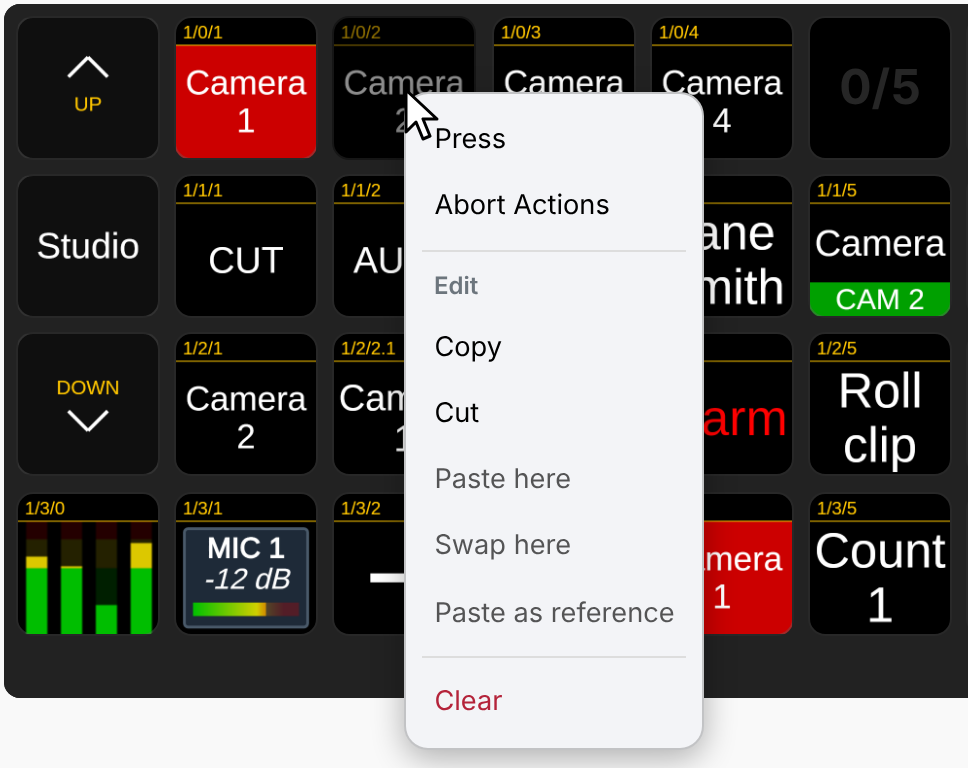 UP
1/0/1
Camera
1
1/0/2
Camera
1/0/3
Camera
1/0/4
Camera
4
0/5
Studio
1/1/1
CUT
1/1/2
AU
ane
mith
1/1/5
Camera
CAM 2
DOWN
1/2/1
Camera
2
1/2/2.1
Cam
1
arm
1/2/5
Roll
clip
1/3/0
1/3/1
MIC 1
-12 dB
1/3/2
mera
1
1/3/5
Count
1
Press
Abort Actions
Edit
Copy
Cut
Paste here
Swap here
Paste as reference
Clear